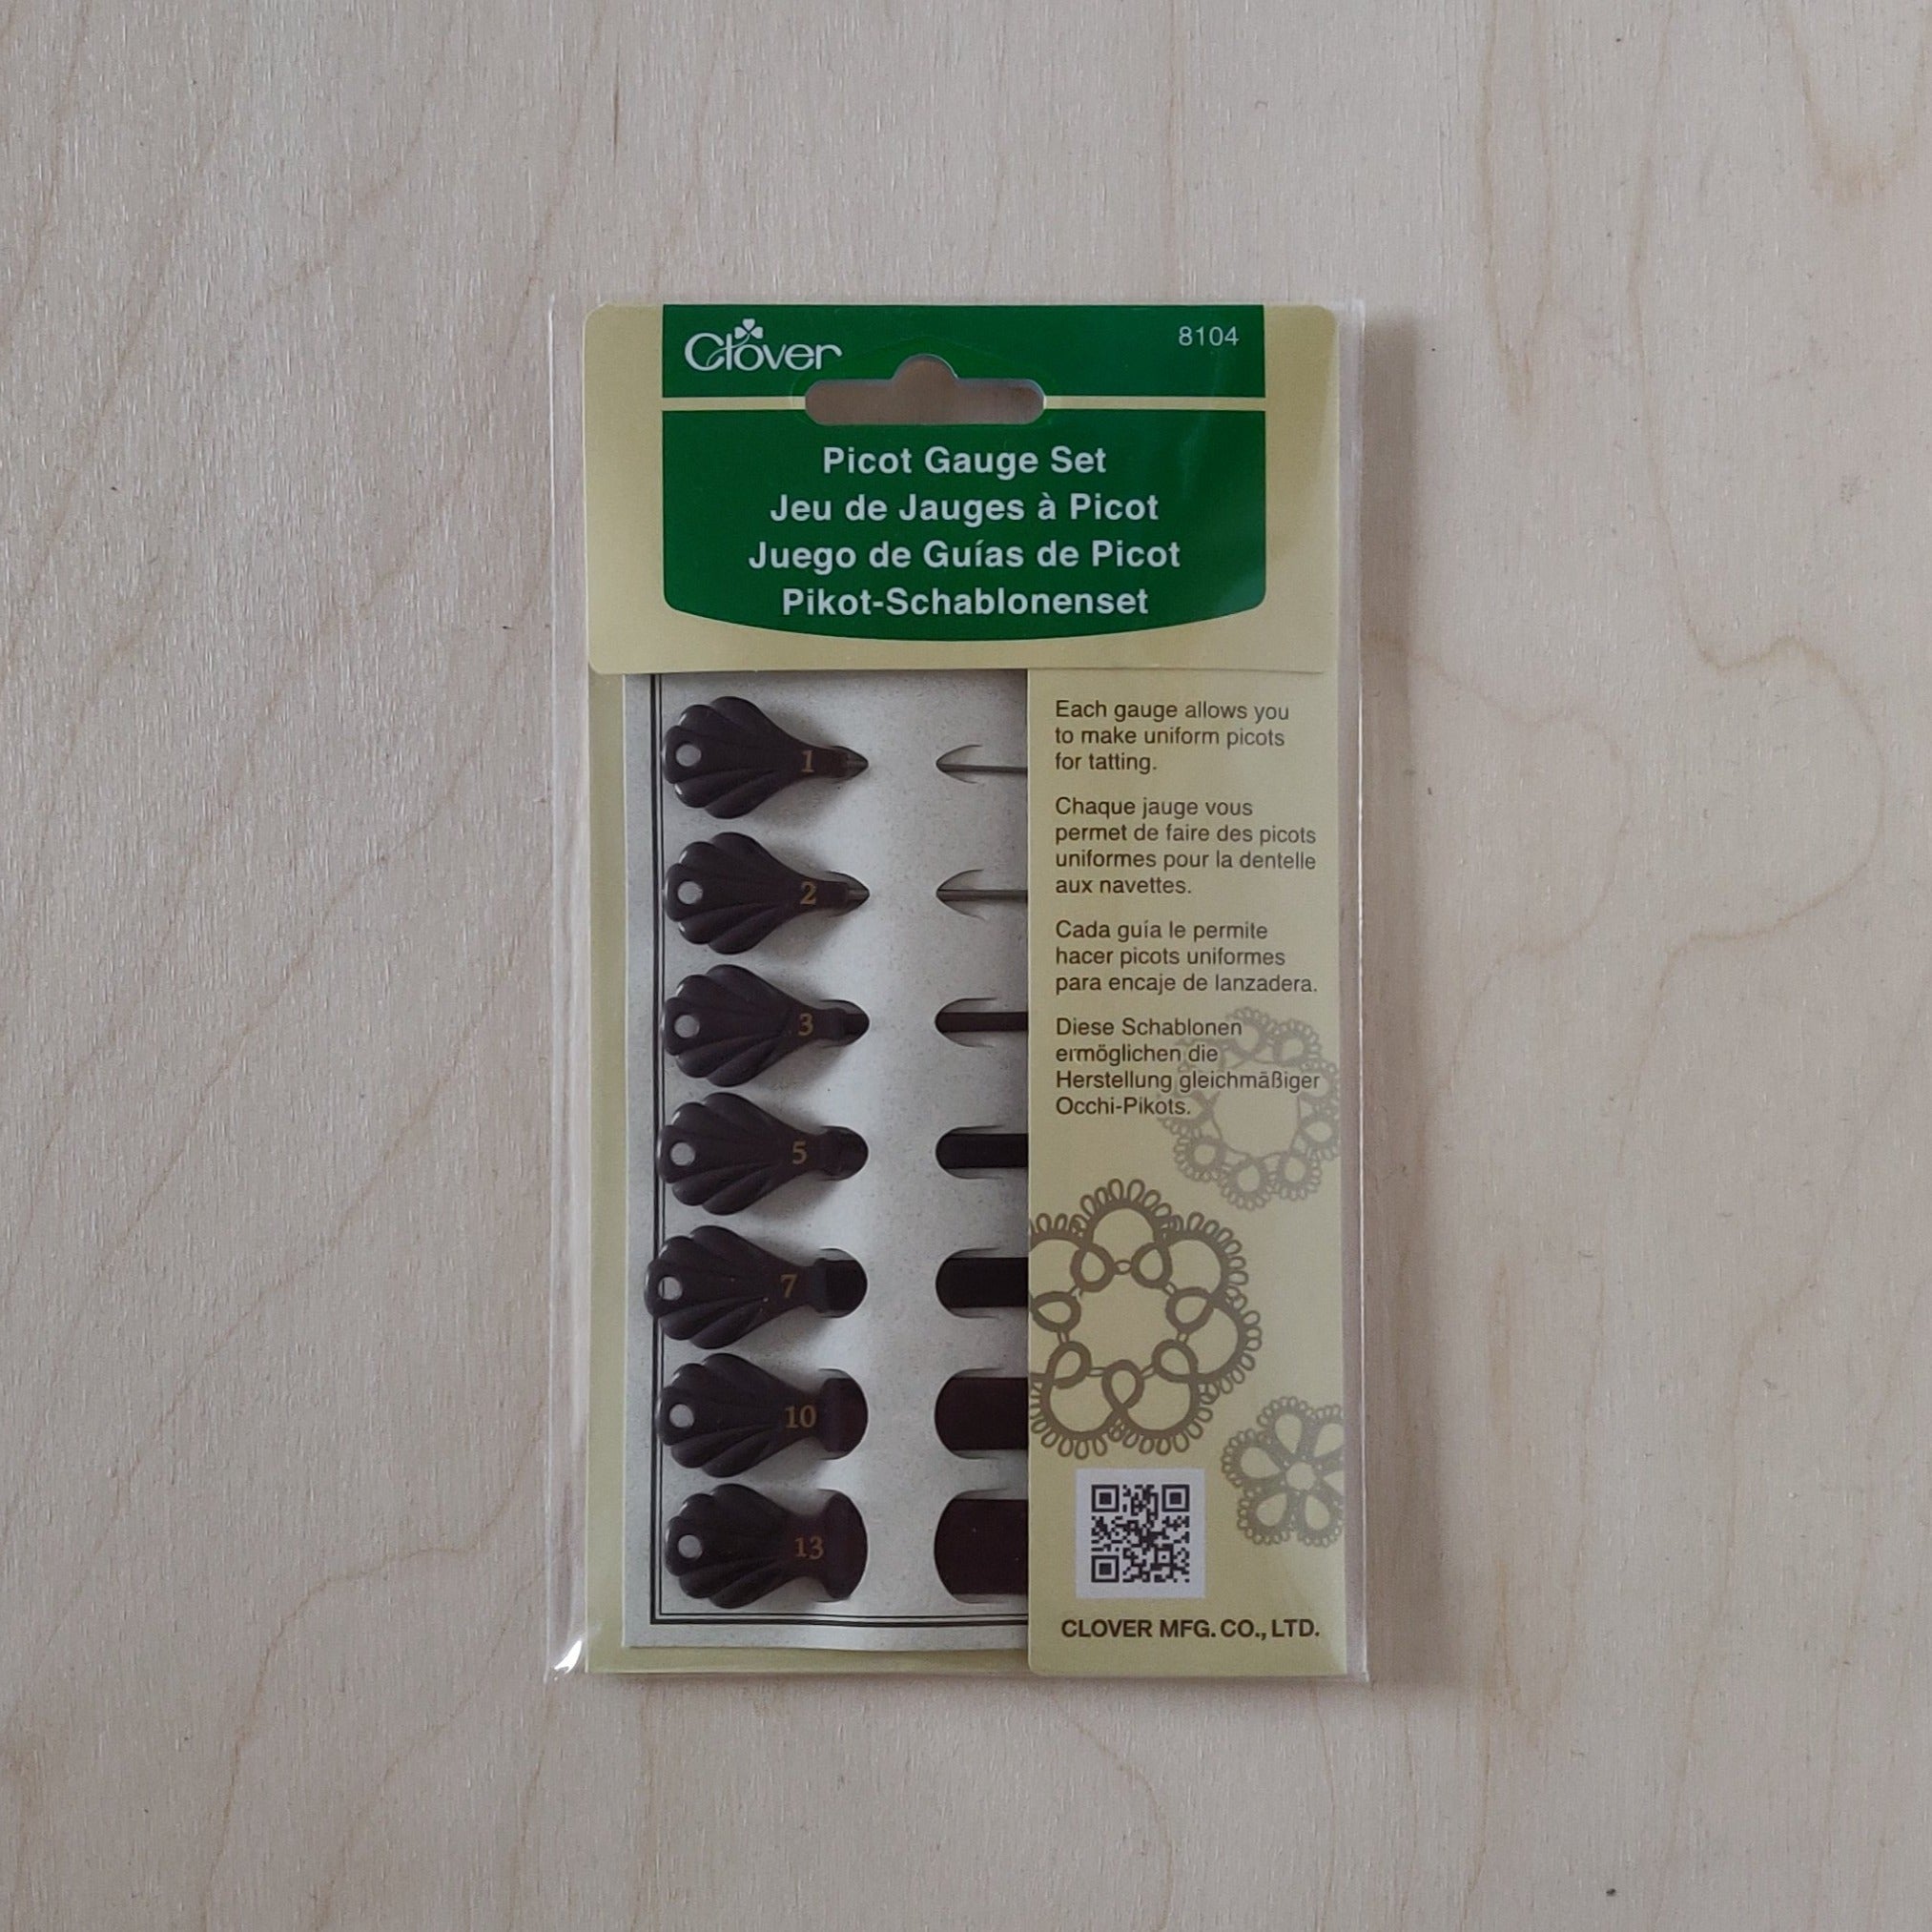 Clover
8104
Picot Gauge Set
Jeu de Jauges à Picot
Juego de Guías de Picot
Pikot-Schablonenset
1
2
3
5
7
10
13
Each gauge allows you
to make uniform picots
for tatting.
Chaque jauge vous
permet de faire des picots
uniformes pour la dentelle
aux navettes.
Cada guía le permite
hacer picots uniformes
para encaje de lanzadera.
Diese Schablonen
ermöglichen die
Herstellung gleichmäßiger
Occhi-Pikots.
CLOVER MFG. CO., LTD.